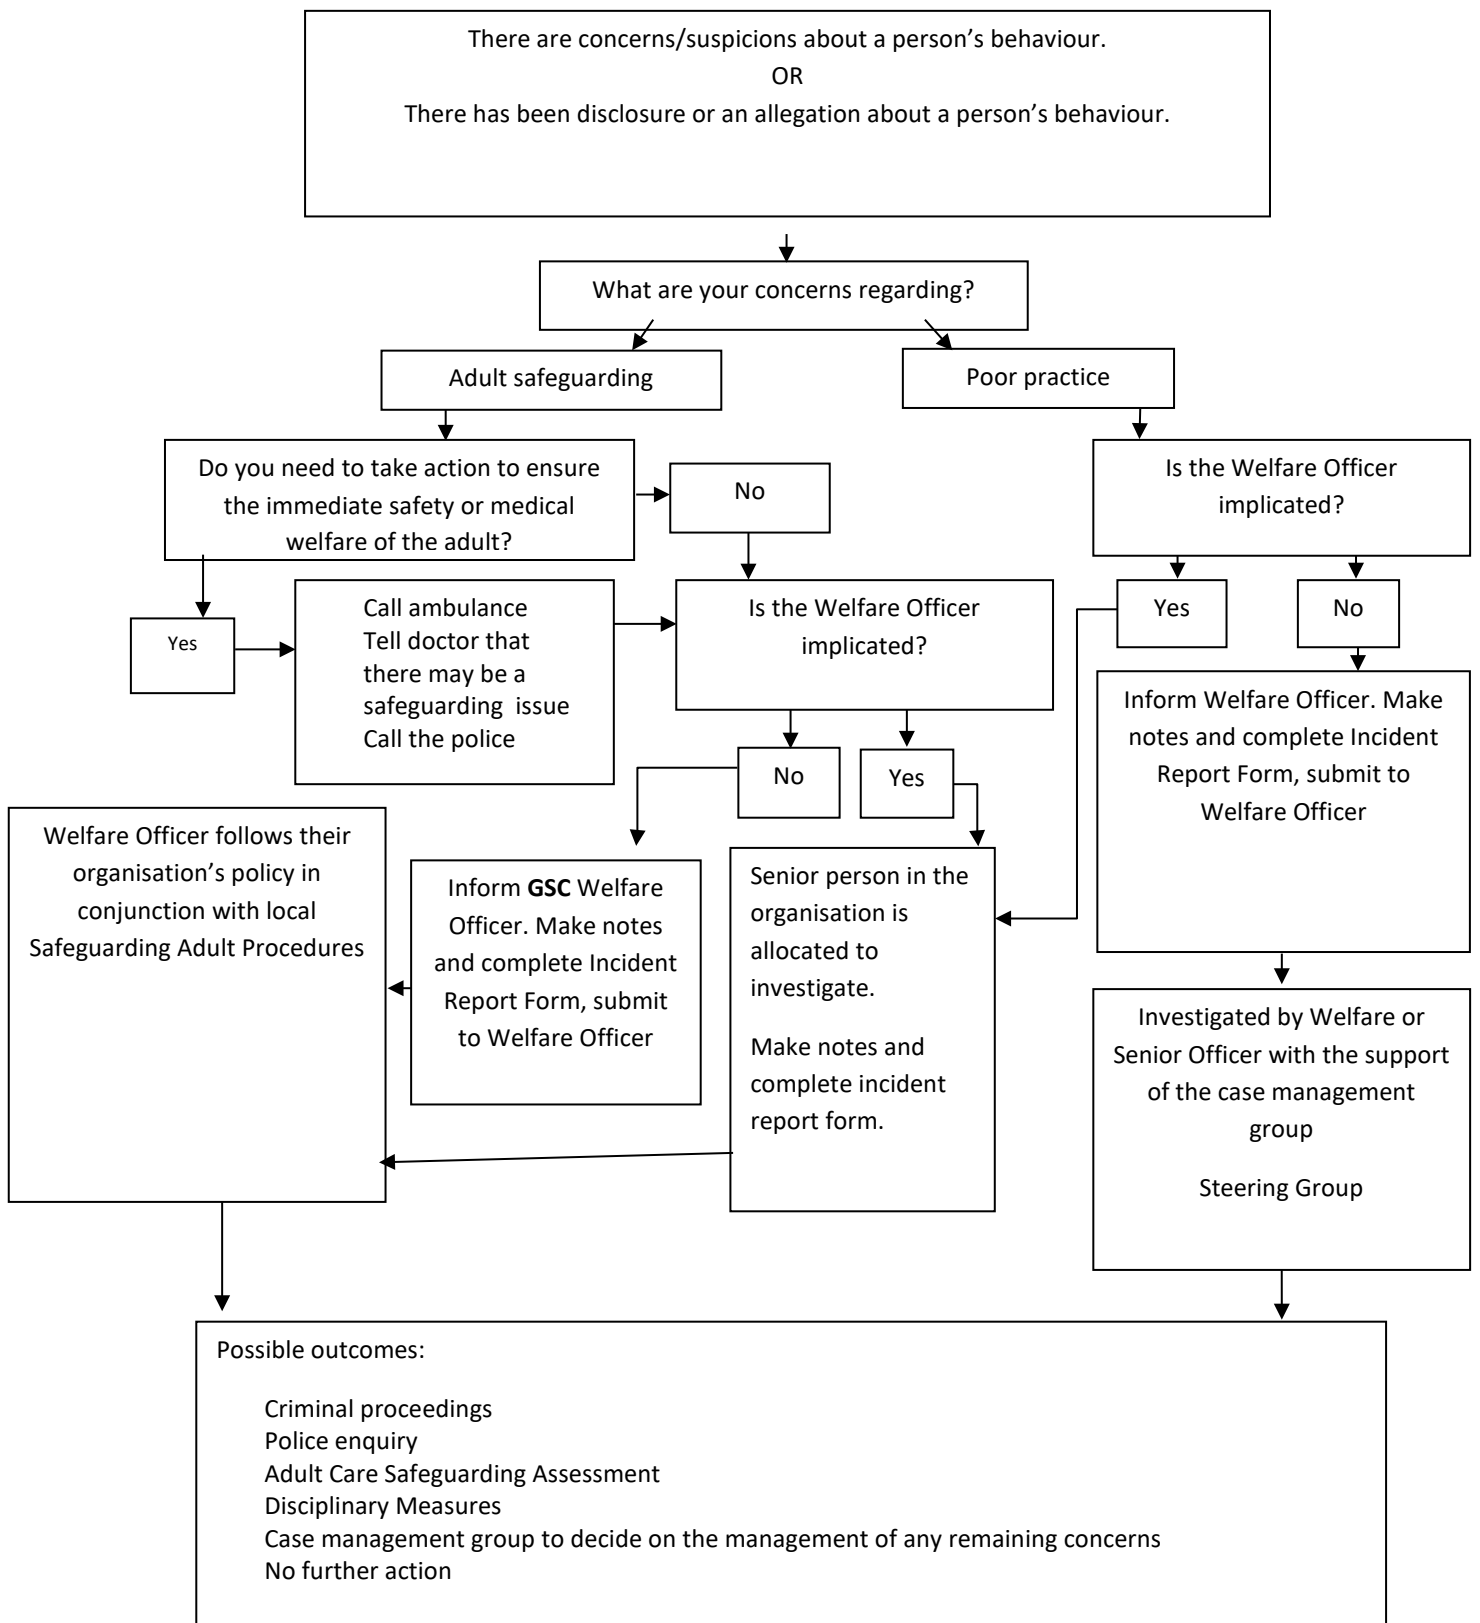 There are concerns/suspicions about a person’s behaviour.
OR
There has been disclosure or an allegation about a person’s behaviour.
What are your concerns regarding?
Adult safeguarding
Poor practice
Do you need to take action to ensure
the immediate safety or medical
welfare of the adult?
No
Is the Welfare Officer
implicated?
Yes
Call ambulance
Tell doctor that
there may be a
safeguarding  issue
Call the police
Is the Welfare Officer
implicated?
Yes
No
No
Yes
Inform Welfare Officer. Make
notes and complete Incident
Report Form, submit to
Welfare Officer
Welfare Officer follows their
organisation’s policy in
conjunction with local
Safeguarding Adult Procedures
Inform GSC Welfare
Officer. Make notes
and complete Incident
Report Form, submit
to Welfare Officer
Senior person in the
organisation is
allocated to
investigate.
Make notes and
complete incident
report form.
Investigated by Welfare or
Senior Officer with the support
of the case management
group
Steering Group
Possible outcomes:
Criminal proceedings
Police enquiry
Adult Care Safeguarding Assessment
Disciplinary Measures
Case management group to decide on the management of any remaining concerns
No further action